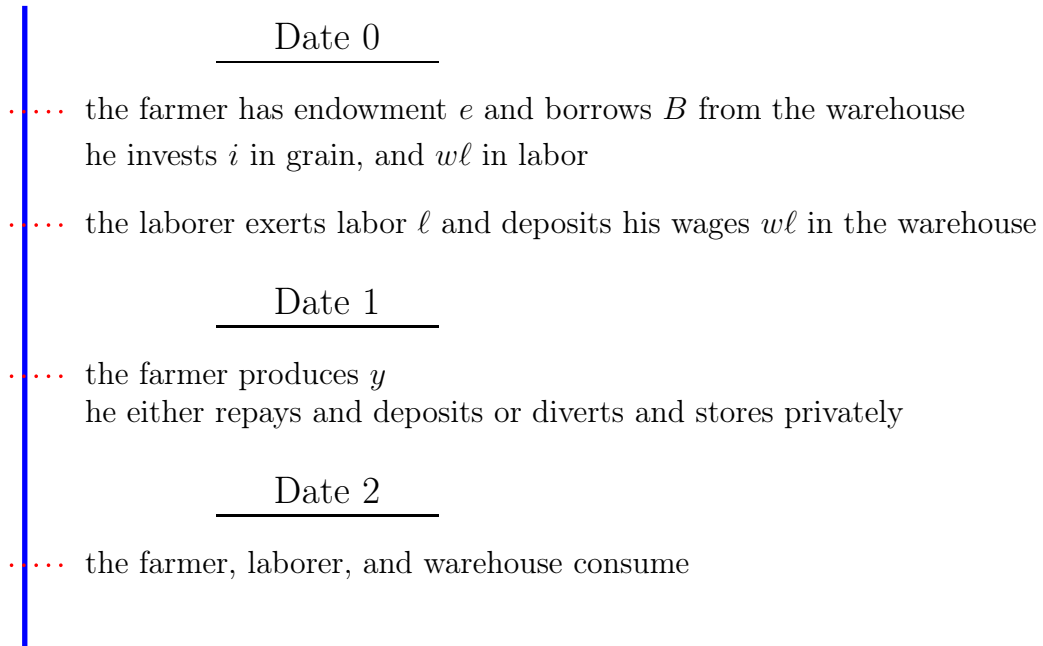 Date 0
the farmer has endowment e and borrows B from the warehouse
he invests i in grain, and wℓ in labor
the laborer exerts labor ℓ and deposits his wages wℓ in the warehouse
Date 1
the farmer produces y
he either repays and deposits or diverts and stores privately
Date 2
the farmer, laborer, and warehouse consume